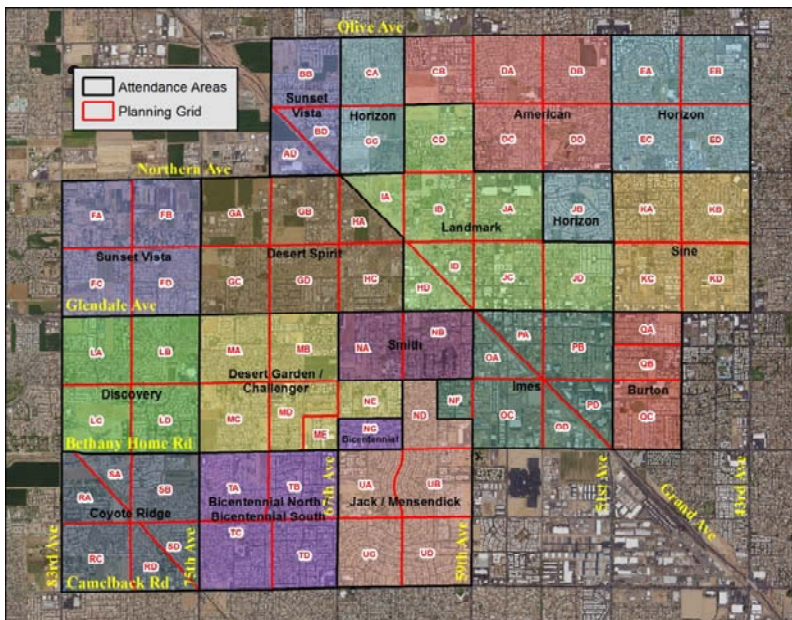 Olive Ave
Attendance Areas
Planning Grid
BB
CA
CB
DA
DB
EA
EB
Sunset
Vista
Horizon
American
Horizon
BD
AD
CC
CD
DC
DD
EC
ED
Northern Ave
FA
FB
GA
GB
HA
IA
IB
JA
JB
KA
KB
Landmark
Horizon
Sunset Vista
Desert Spirit
Sine
FC
FD
GC
GD
HC
HD
ID
JC
JD
KC
KD
Glendale Ave
LA
LB
MA
MB
NA
NB
OA
PA
PB
QA
QB
Smith
Desert Garden /
Challenger
Discovery
Imes
Burton
LC
LD
MC
MD
ME
NE
NC
ND
NF
OC
OD
PD
QC
Bicentennial
Bethany Home Rd
RA
SA
SB
TA
TB
UA
UB
Coyote Ridge
Bicentennial North /
Bicentennial South
Jack / Mensendick
RC
RD
SD
TC
TD
UC
UD
Camelback Rd
83rd Ave
75th Ave
67th Ave
59th Ave
51st Ave
Grand Ave
43rd Ave